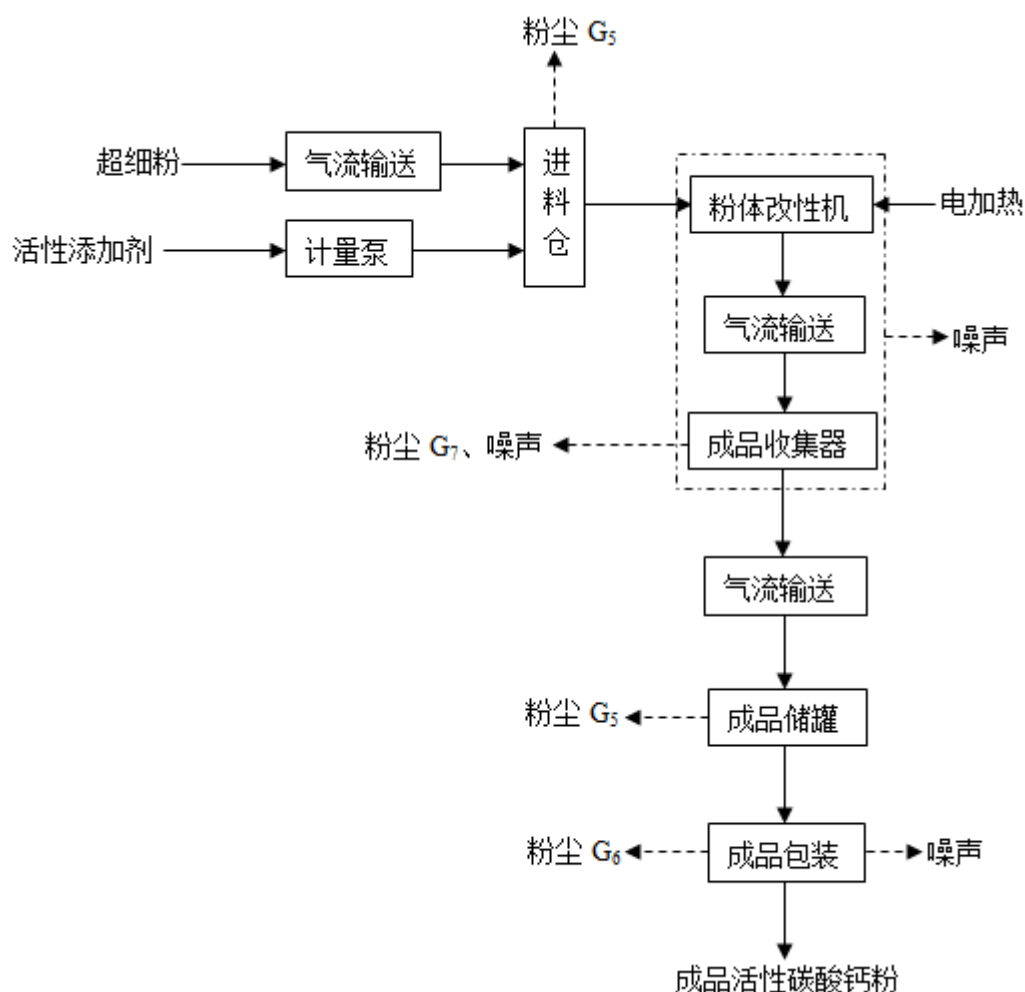 粉尘 G5
超细粉
气流输送
进料仓
粉体改性机
电加热
活性添加剂
计量泵
气流输送
噪声
粉尘 G7、噪声
成品收集器
气流输送
粉尘 G5
成品储罐
粉尘 G6
成品包装
噪声
成品活性碳酸钙粉